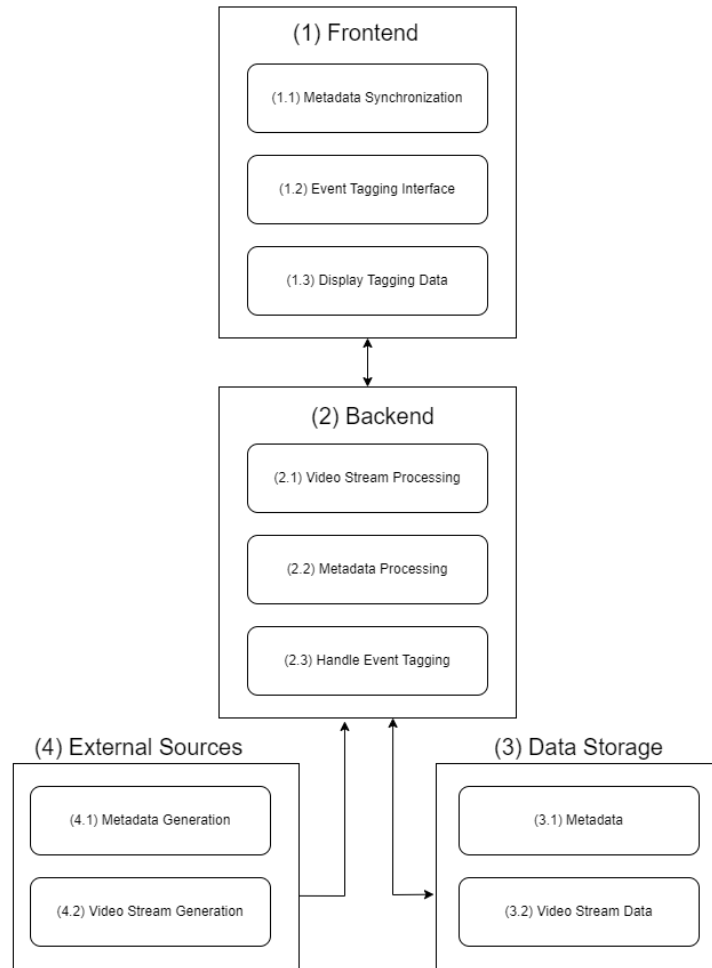 (1) Frontend
(1.1) Metadata Synchronization
(1.2) Event Tagging Interface
(1.3) Display Tagging Data
(2) Backend
(2.1) Video Stream Processing
(2.2) Metadata Processing
(2.3) Handle Event Tagging
(4) External Sources
(4.1) Metadata Generation
(4.2) Video Stream Generation
(3) Data Storage
(3.1) Metadata
(3.2) Video Stream Data